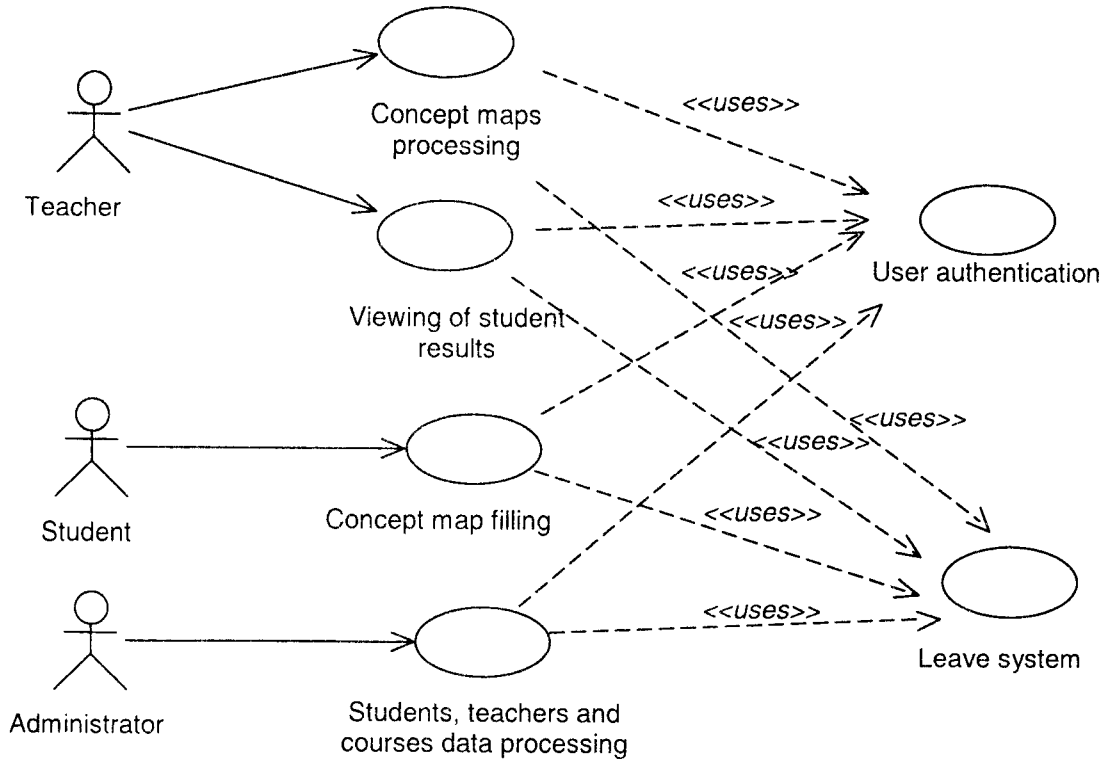 <<uses>>
Concept maps
processing
Teacher
<<uses>>
<<uses>>
User authentication
Viewing of student
results
<<uses>>
<<uses>>
<<uses>>
Student
Concept map filling
<<uses>>
<<uses>>
Leave system
Administrator
Students, teachers and
courses data processing